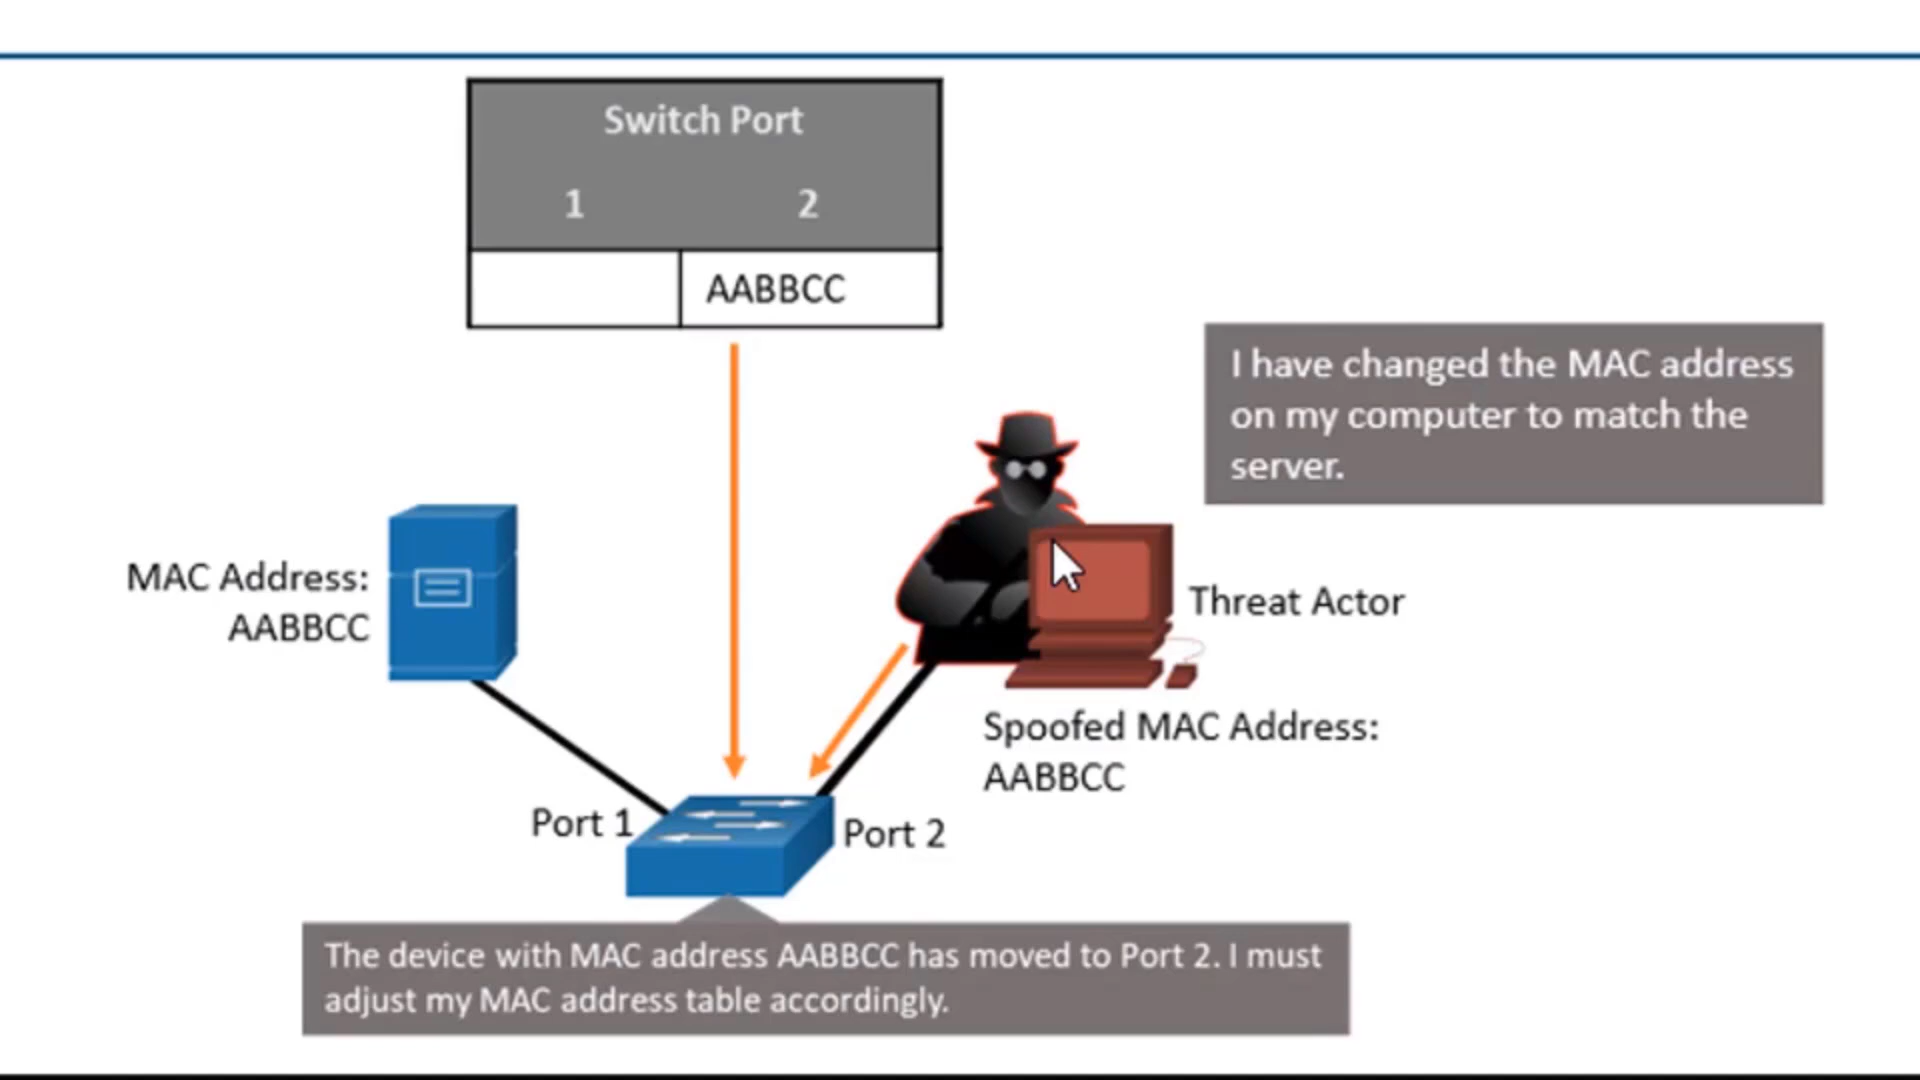 Switch Port
1 2
AABBCC
I have changed the MAC address
on my computer to match the
server.
MAC Address:
AABBCC
Threat Actor
Spoofed MAC Address:
AABBCC
Port 1
Port 2
The device with MAC address AABBCC has moved to Port 2. I must
adjust my MAC address table accordingly.